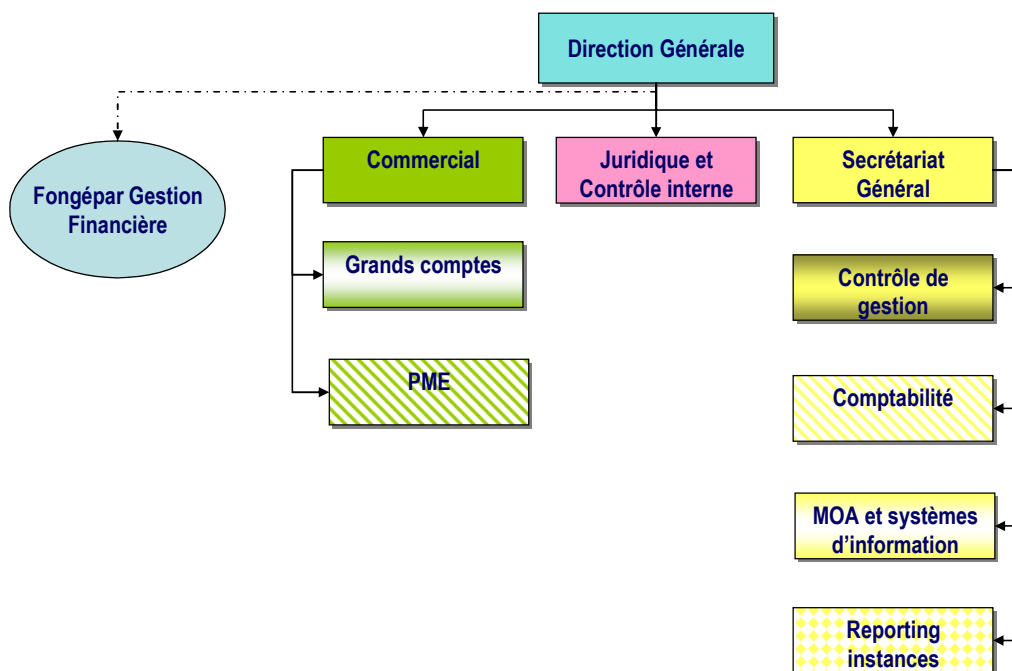 Direction Générale
Fongépar Gestion
Financière
Commercial
Juridique et
Contrôle interne
Secrétariat
Général
Grands comptes
Contrôle de
gestion
PME
Comptabilité
MOA et systèmes
d’information
Reporting
instances